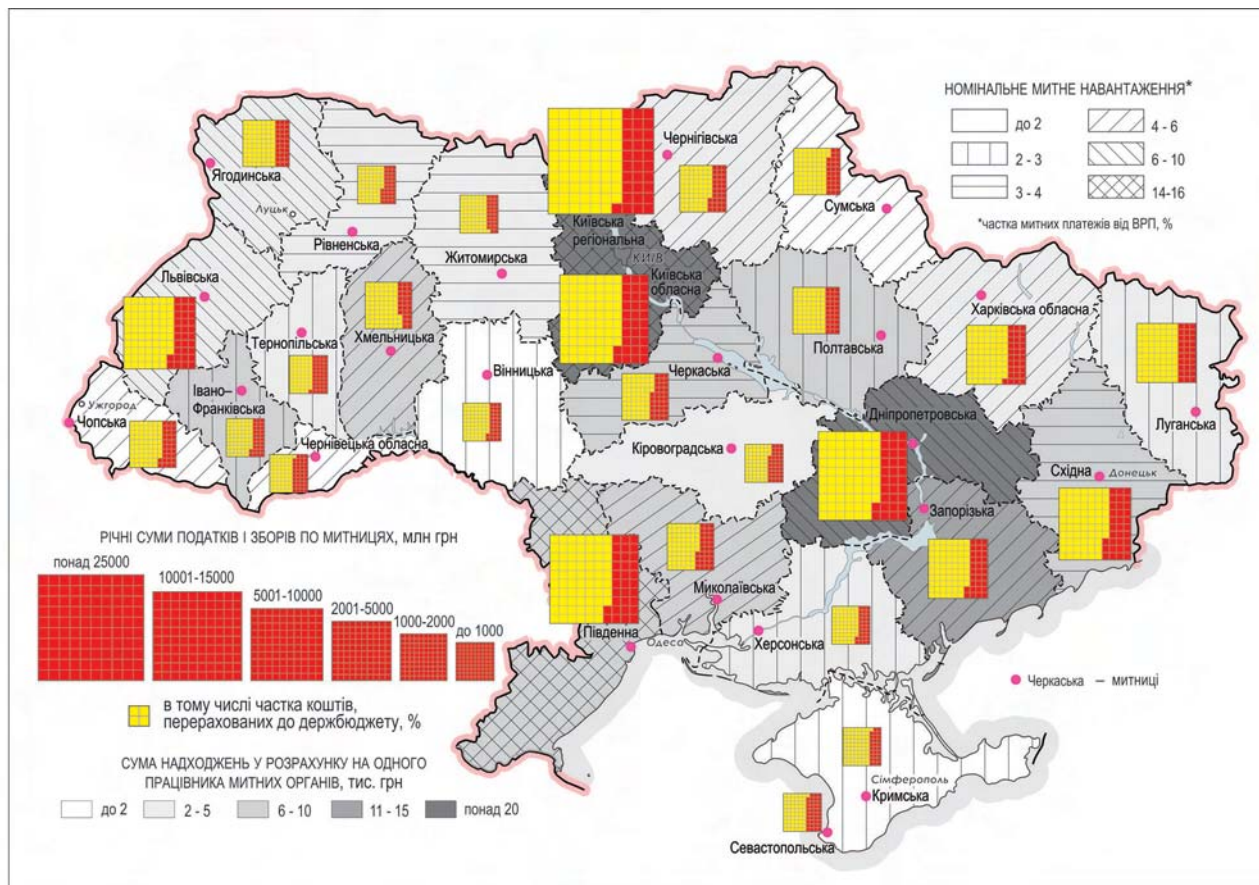 НОМІНАЛЬНЕ МИТНЕ НАВАНТАЖЕННЯ*
до 2
4 - 6
2 - 3
6 - 10
3 - 4
14-16
*частка митних платежів від ВРП, %
Ягодинська
Луцьк
Рівненська
Житомирська
Київська
регіональна
КИЇВ
Київська
обласна
Чернігівська
Сумська
Львівська
Тернопільська
Хмельницька
Вінницька
Черкаська
Полтавська
Харківська обласна
Луганська
Івано–
Франківська
Ужгород
Чопська
Чернівецька обласна
Кіровоградська
Дніпропетровська
Східна
Донецьк
Запорізька
Миколаївська
Херсонська
Південна
Одеса
Сімферополь
Кримська
Севастопольська
РІЧНІ СУМИ ПОДАТКІВ І ЗБОРІВ ПО МИТНИЦЯХ, млн грн
понад 25000
10001-15000
5001-10000
2001-5000
1000-2000
до 1000
в тому числі частка коштів,
перерахованих до держбюджету, %
СУМА НАДХОДЖЕНЬ У РОЗРАХУНКУ НА ОДНОГО
ПРАЦІВНИКА МИТНИХ ОРГАНІВ, тис. грн
до 2
2 - 5
6 - 10
11 - 15
понад 20
Черкаська – митниці